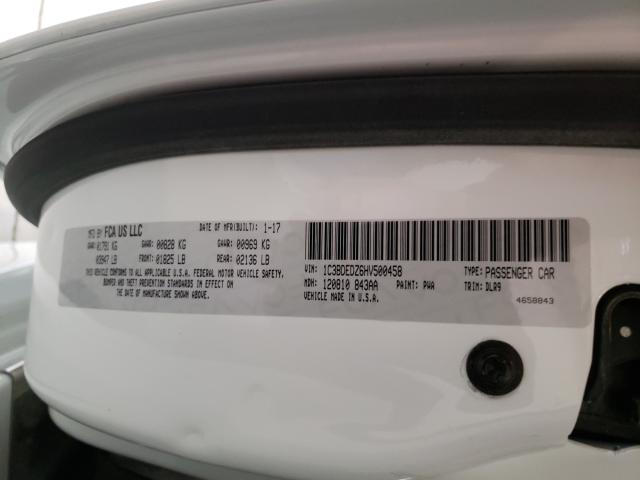 MFD BY FCA US LLC DATE OF MFR(BUILT): 1-17
GVWR: 01791 KG GAWR: 00828 KG GAWR: 00969 KG
03947 LB FRONT: 01825 LB REAR: 02136 LB
THIS VEHICLE CONFORMS TO ALL APPLICABLE U.S.A. FEDERAL MOTOR VEHICLE SAFETY,
BUMPER AND THEFT PREVENTION STANDARDS IN EFFECT ON
THE DATE OF MANUFACTURE SHOWN ABOVE.
VIN: 1C3BDEDZ6HV500458 TYPE: PASSENGER CAR
MDH: 120810 843AA PAINT: PWA TRIM: DLR9
VEHICLE MADE IN U.S.A. 4658843